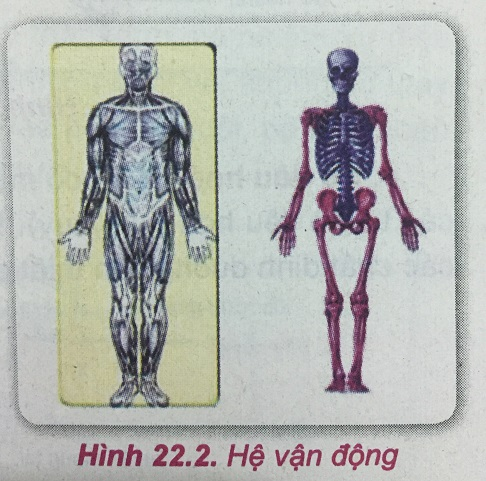 Hình 22.2. Hệ vận động